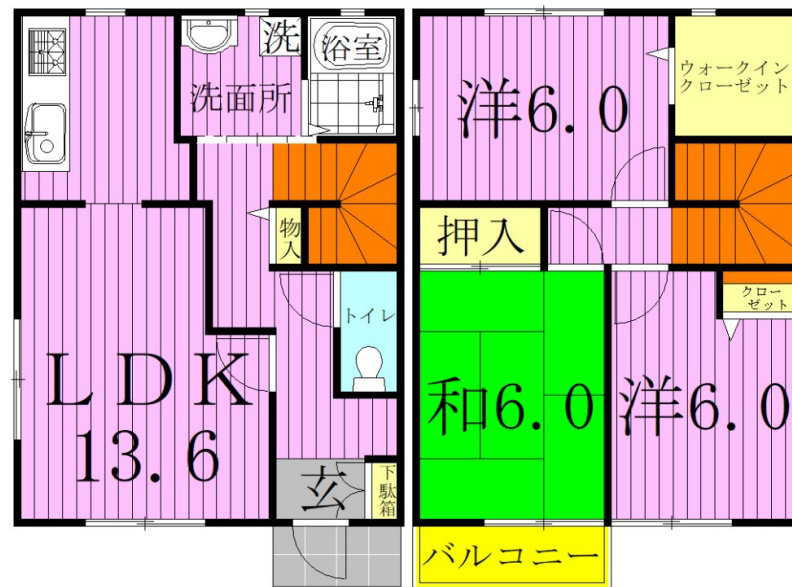 洗
浴室
洗面所
物入
トイレ
LDK
13.6
玄
下駄箱
洋6.0
ウォークイン
クローゼット
押入
クロー
ゼット
和6.0
洋6.0
バルコニー